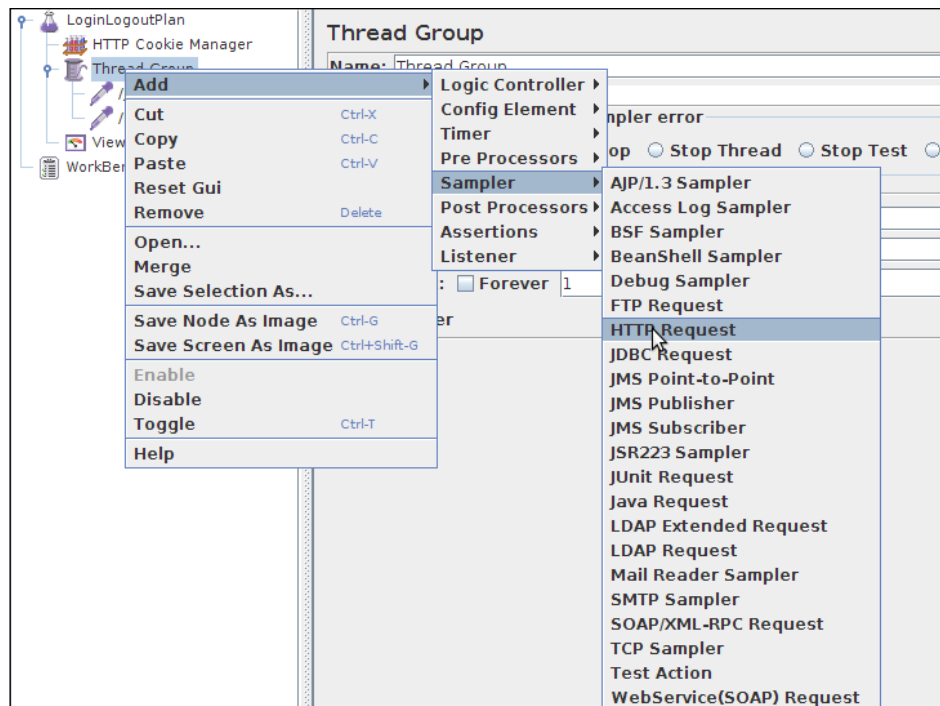 LoginLogoutPlan
HTTP Cookie Manager
Thread Group
/
/
View
WorkBen
Thread Group
Name: Thread Group
mpler error
op Stop Thread Stop Test
: Forever 1
er
Add
Cut Ctrl-X
Copy Ctrl-C
Paste Ctrl-V
Reset Gui
Remove Delete
Open...
Merge
Save Selection As...
Save Node As Image Ctrl-G
Save Screen As Image Ctrl+Shift-G
Enable
Disable
Toggle Ctrl-T
Help
Logic Controller
Config Element
Timer
Pre Processors
Sampler
Post Processors
Assertions
Listener
AJP/1.3 Sampler
Access Log Sampler
BSF Sampler
BeanShell Sampler
Debug Sampler
FTP Request
HTTP Request
JDBC Request
JMS Point-to-Point
JMS Publisher
JMS Subscriber
JSR223 Sampler
JUnit Request
Java Request
LDAP Extended Request
LDAP Request
Mail Reader Sampler
SMTP Sampler
SOAP/XML-RPC Request
TCP Sampler
Test Action
WebService(SOAP) Request